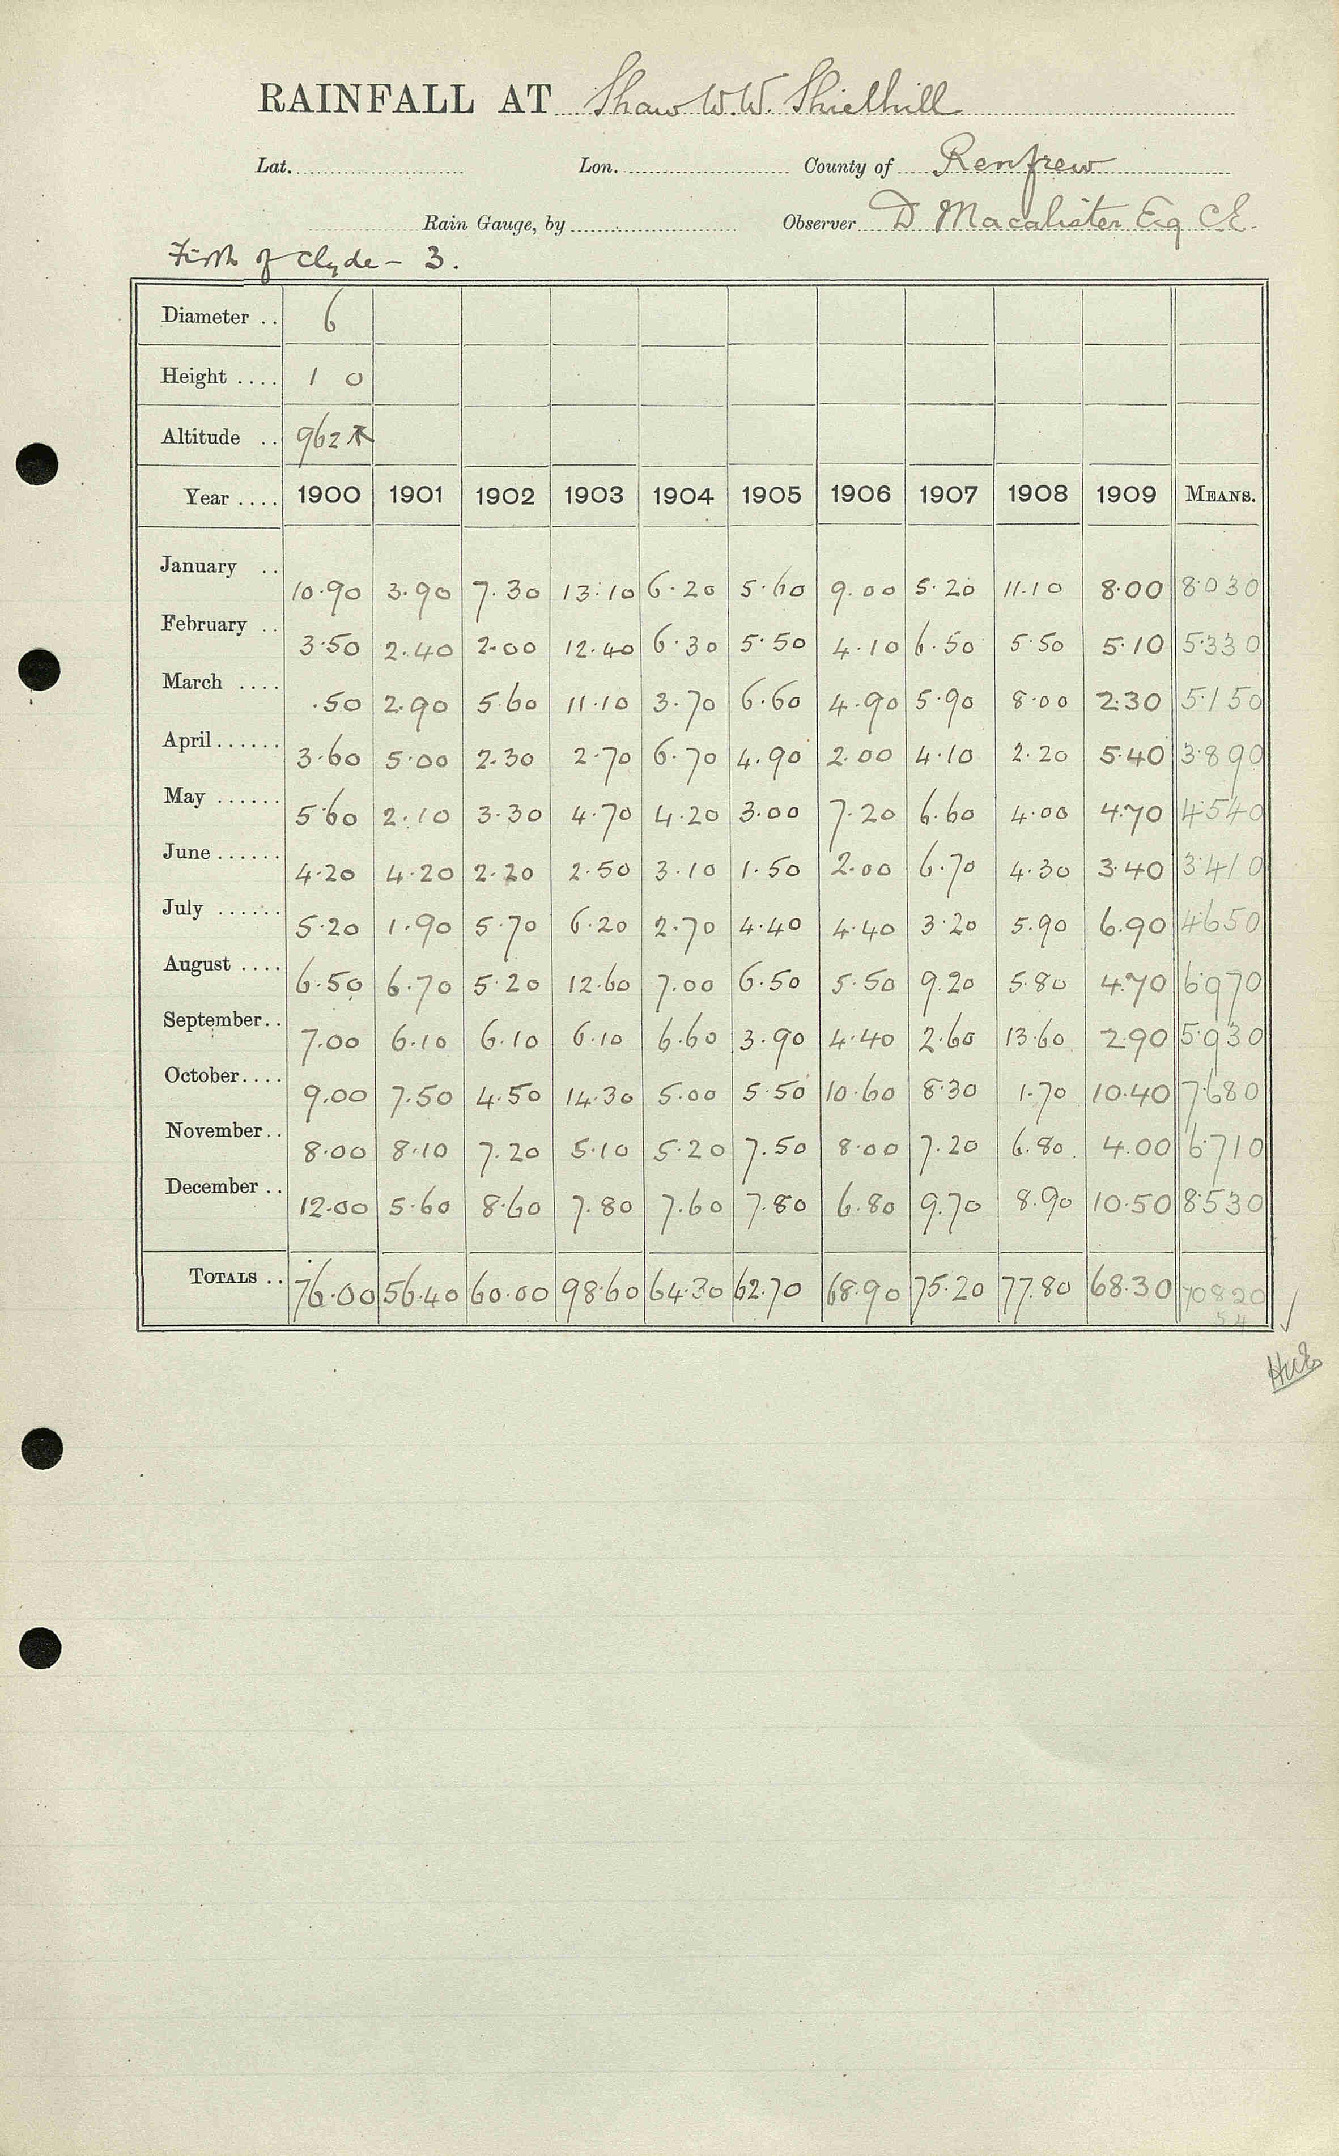 RAINFALL AT Shaw W.W. Shielhill
Lat. Lon. County of Renfrew
Rain Gauge, by Observer D Macalister Esq CE.
Firth of Clyde - 3.
Diameter .. 6
Height .... 1 0
Altitude .. 962
Year .... 1900 1901 1902 1903 1904 1905 1906 1907 1908 1909 MEANS.
January .. 10.90 3.90 7.30 13.10 6.20 5.60 9.00 5.20 11.10 8.00 8.030
February .. 3.50 2.40 2.00 12.40 6.30 5.50 4.10 6.50 5.50 5.10 5.330
March .... .50 2.90 5.60 11.10 3.70 6.60 4.90 5.90 8.00 2.30 5.150
April...... 3.60 5.00 2.30 2.70 6.70 4.90 2.00 4.10 2.20 5.40 3.890
May ...... 5.60 2.10 3.30 4.70 4.20 3.00 7.20 6.60 4.00 4.70 4.540
June...... 4.20 4.20 2.20 2.50 3.10 1.50 2.00 6.70 4.30 3.40 3.410
July ...... 5.20 1.90 5.70 6.20 2.70 4.40 4.40 3.20 5.90 6.90 4.650
August .... 6.50 6.70 5.20 12.60 7.00 6.50 5.50 9.20 5.80 4.70 6.970
September.. 7.00 6.10 6.10 6.10 6.60 3.90 4.40 2.60 13.60 2.90 5.930
October.... 9.00 7.50 4.50 14.30 5.00 5.50 10.60 8.30 1.70 10.40 7.680
November.. 8.00 8.10 7.20 5.10 5.20 7.50 8.00 7.20 6.80 4.00 6.710
December .. 12.00 5.60 8.60 7.80 7.60 7.80 6.80 9.70 8.90 10.50 8.530
TOTALS .. 76.00 56.40 60.00 98.60 64.30 62.70 68.90 75.20 77.80 68.30 70820
54